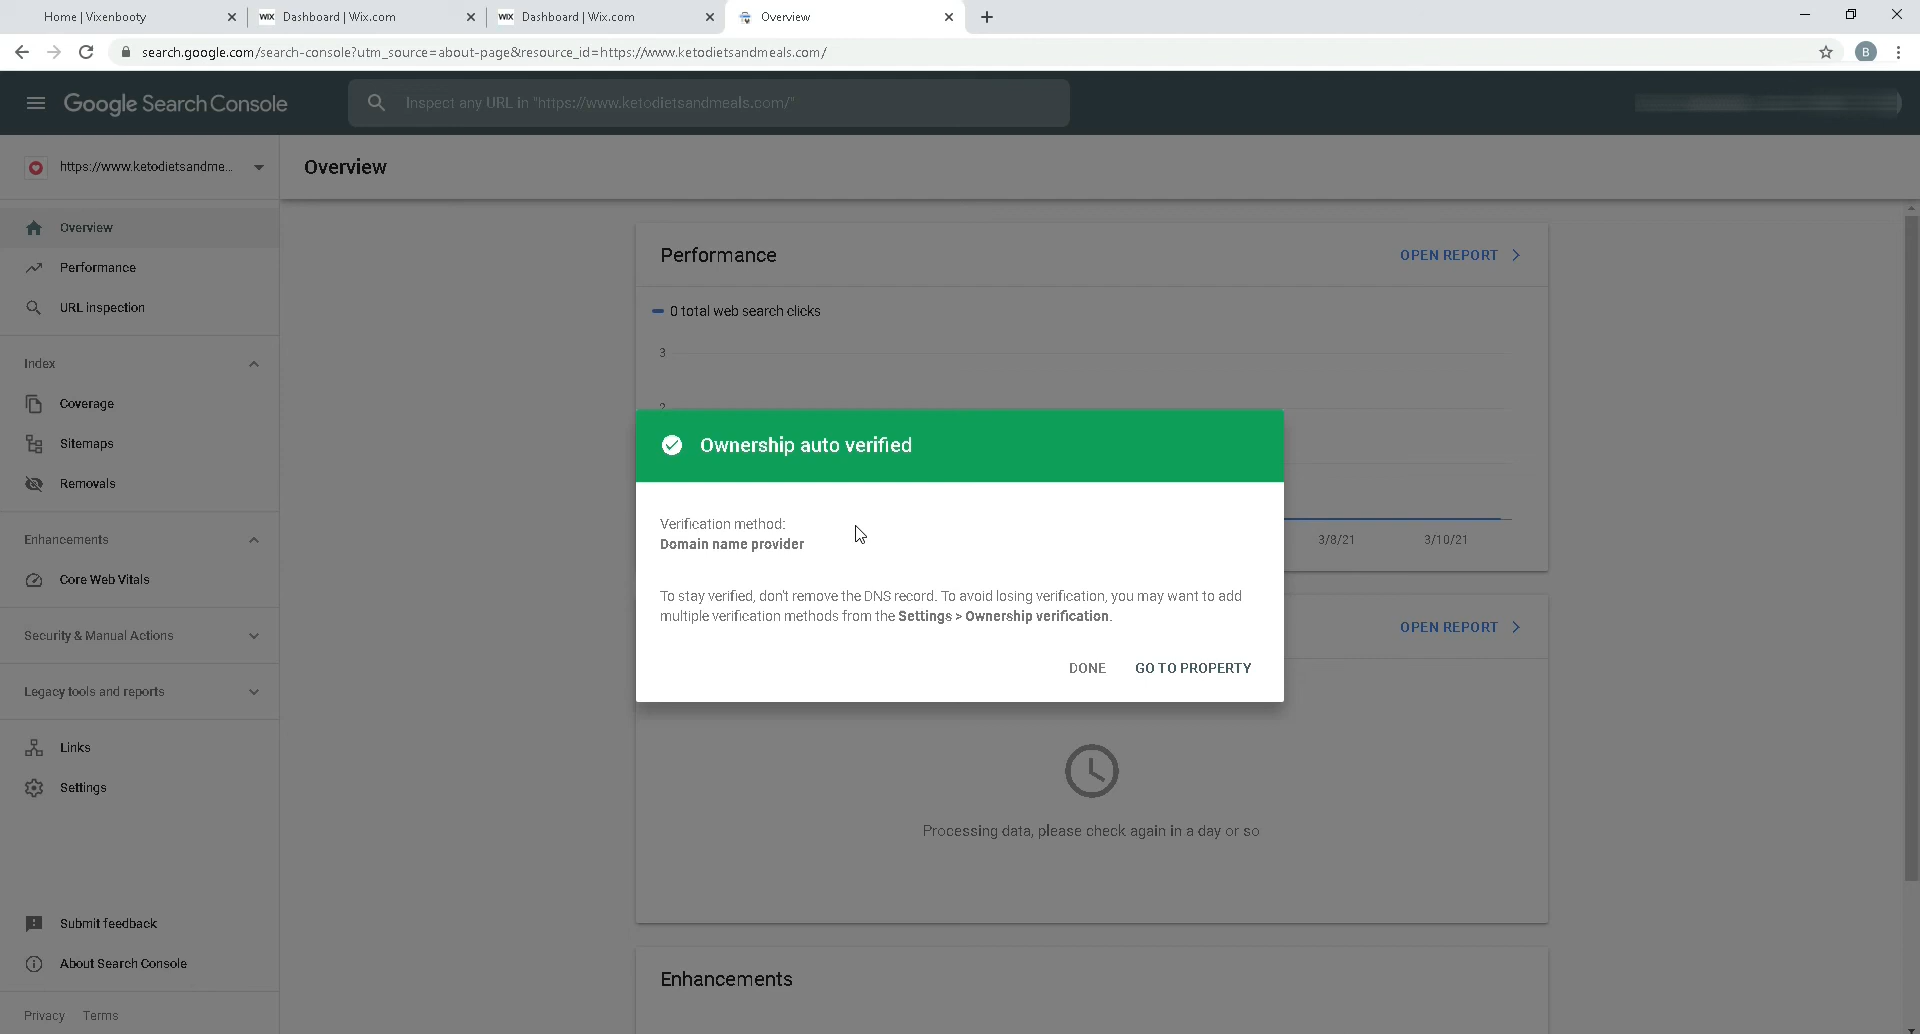 Home | Vixenbooty
WIX Dashboard | Wix.com
WIX Dashboard | Wix.com
Overview
search.google.com/search-console?utm_source=about-page&resource_id=https://www.ketodietsandmeals.com/
B
Google Search Console
Inspect any URL in "https://www.ketodietsandmeals.com/"
https://www.ketodietsandme...
Overview
Overview
Performance
URL inspection
Index
Coverage
Sitemaps
Removals
Enhancements
Core Web Vitals
Security & Manual Actions
Legacy tools and reports
Links
Settings
Submit feedback
About Search Console
Privacy Terms
Performance
OPEN REPORT
0 total web search clicks
3
2
Ownership auto verified
Verification method:
Domain name provider
To stay verified, don't remove the DNS record. To avoid losing verification, you may want to add
multiple verification methods from the Settings > Ownership verification.
DONE GO TO PROPERTY
3/8/21 3/10/21
OPEN REPORT
Processing data, please check again in a day or so
Enhancements